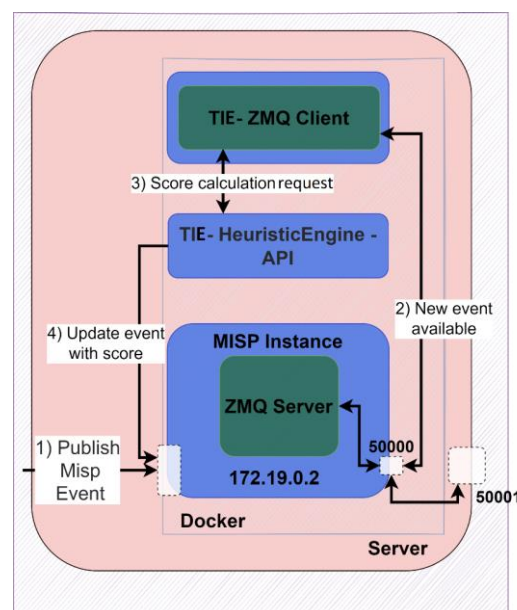 TIE- ZMQ Client
3) Score calculation request
TIE- HeuristicEngine -
API
2) New event
available
4) Update event
with score
MISP Instance
ZMQ Server
50000
1) Publish
Misp
Event
172.19.0.2
50001
Docker
Server